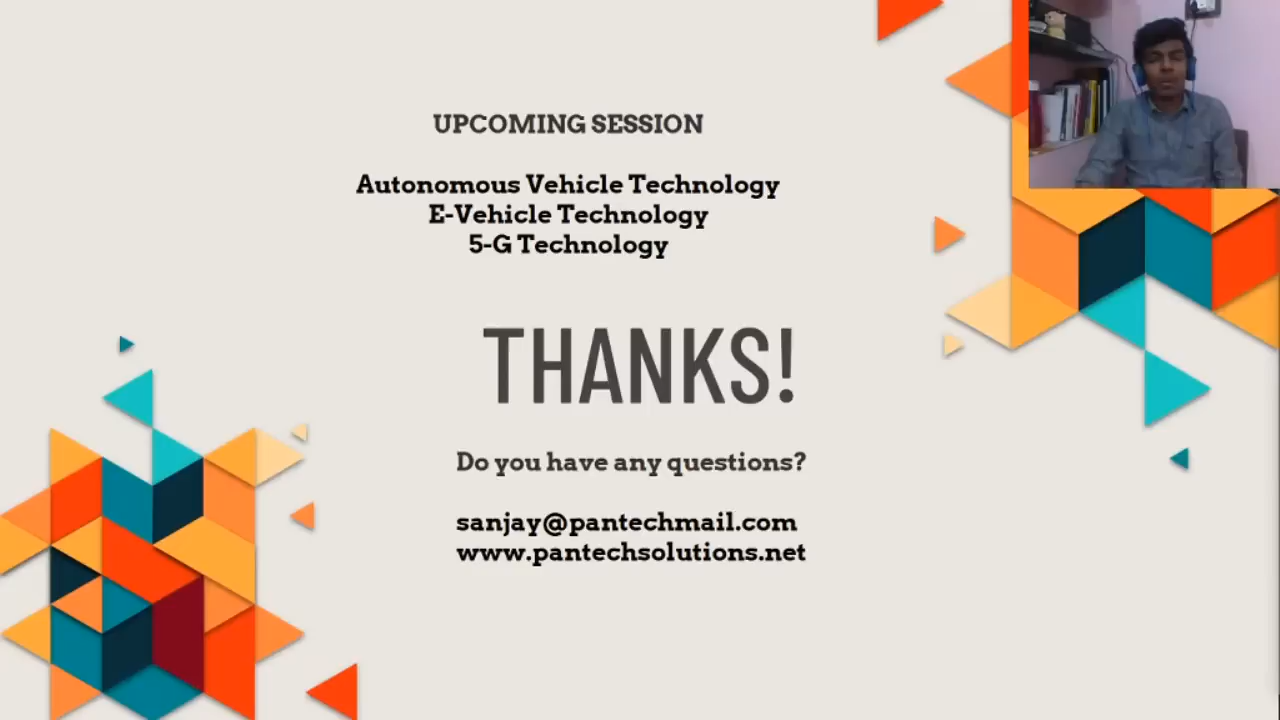 UPCOMING SESSION
Autonomous Vehicle Technology
E-Vehicle Technology
5-G Technology
THANKS!
Do you have any questions?
sanjay@pantechmail.com
www.pantechsolutions.net